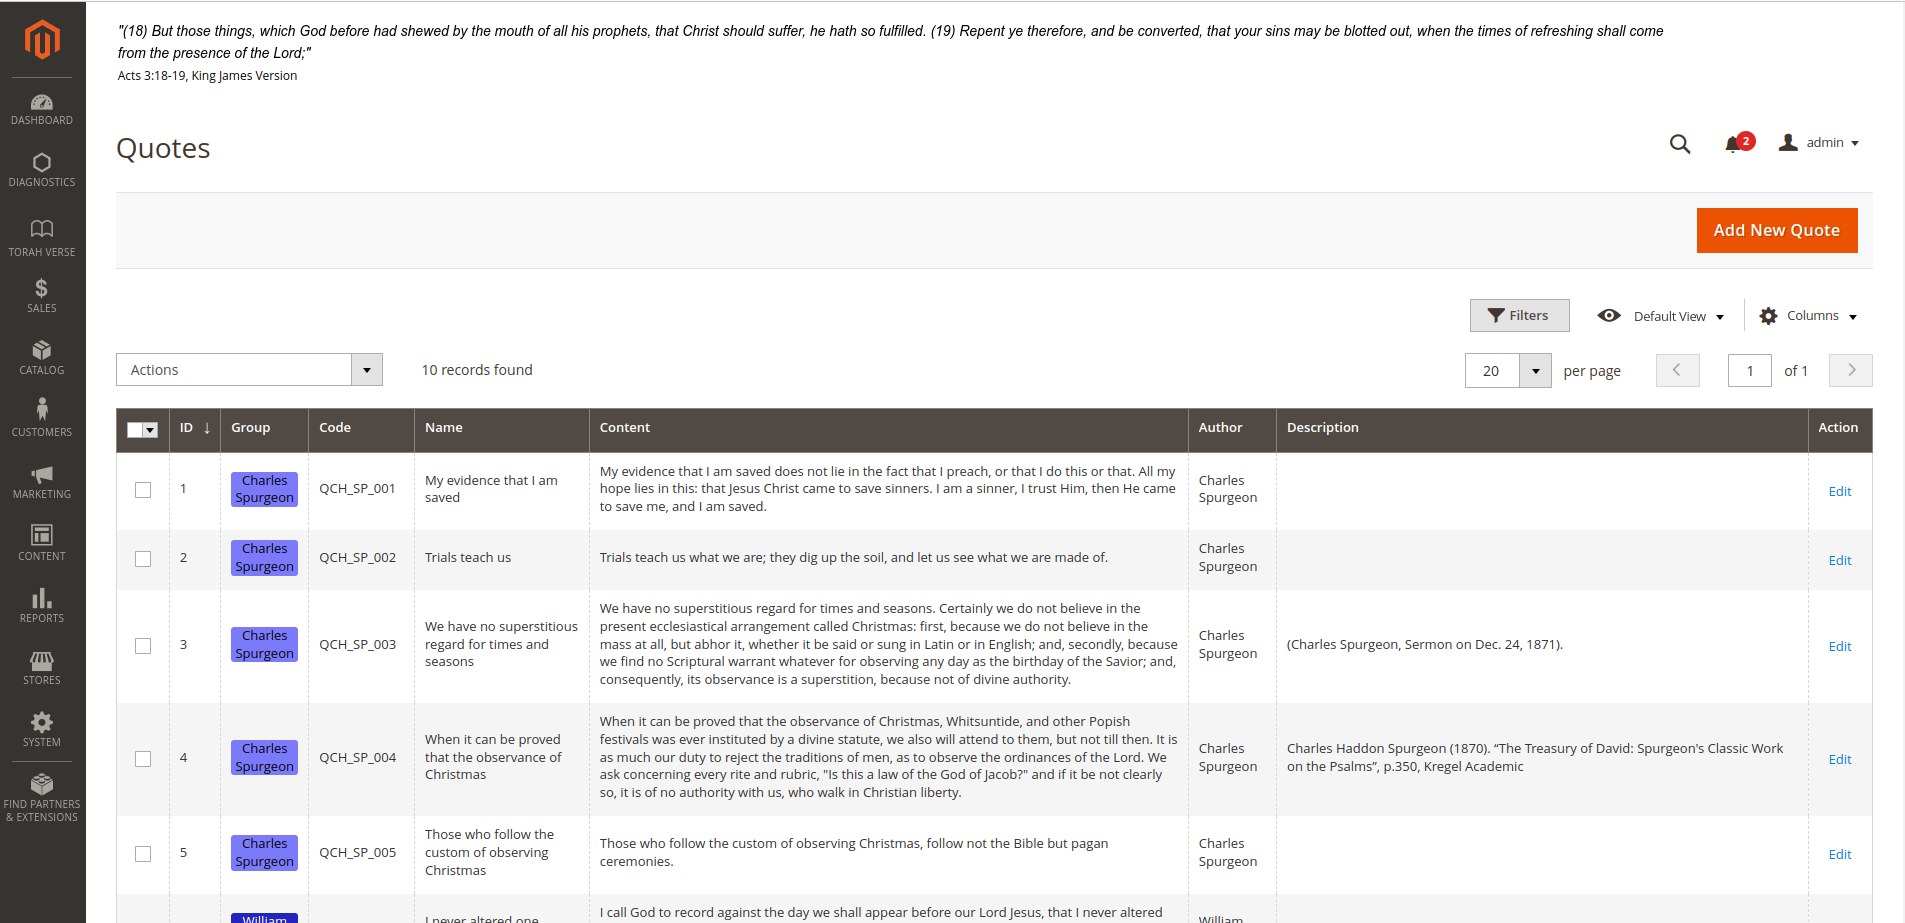 "(18) But those things, which God before had shewed by the mouth of all his prophets, that Christ should suffer, he hath so fulfilled. (19) Repent ye therefore, and be converted, that your sins may be blotted out, when the times of refreshing shall come
from the presence of the Lord;"
Acts 3:18-19, King James Version
DASHBOARD
DIAGNOSTICS
TORAH VERSE
SALES
CATALOG
CUSTOMERS
MARKETING
CONTENT
REPORTS
STORES
SYSTEM
FIND PARTNERS
& EXTENSIONS
Quotes
2
admin
Add New Quote
Filters
Default View
Columns
Actions
10 records found
20
per page
1
of 1
ID ↓ Group Code Name Content Author Description Action
1
Charles
Spurgeon
QCH_SP_001
My evidence that I am
saved
My evidence that I am saved does not lie in the fact that I preach, or that I do this or that. All my
hope lies in this: that Jesus Christ came to save sinners. I am a sinner, I trust Him, then He came
to save me, and I am saved.
Charles
Spurgeon
Edit
2
Charles
Spurgeon
QCH_SP_002
Trials teach us
Trials teach us what we are; they dig up the soil, and let us see what we are made of.
Charles
Spurgeon
Edit
3
Charles
Spurgeon
QCH_SP_003
We have no superstitious
regard for times and
seasons
We have no superstitious regard for times and seasons. Certainly we do not believe in the
present ecclesiastical arrangement called Christmas: first, because we do not believe in the
mass at all, but abhor it, whether it be said or sung in Latin or in English; and, secondly, because
we find no Scriptural warrant whatever for observing any day as the birthday of the Savior; and,
consequently, its observance is a superstition, because not of divine authority.
Charles
Spurgeon
(Charles Spurgeon, Sermon on Dec. 24, 1871).
Edit
4
Charles
Spurgeon
QCH_SP_004
When it can be proved
that the observance of
Christmas
When it can be proved that the observance of Christmas, Whitsuntide, and other Popish
festivals was ever instituted by a divine statute, we also will attend to them, but not till then. It is
as much our duty to reject the traditions of men, as to observe the ordinances of the Lord. We
ask concerning every rite and rubric, "Is this a law of the God of Jacob?" and if it be not clearly
so, it is of no authority with us, who walk in Christian liberty.
Charles
Spurgeon
Charles Haddon Spurgeon (1870). “The Treasury of David: Spurgeon's Classic Work
on the Psalms”, p.350, Kregel Academic
Edit
5
Charles
Spurgeon
QCH_SP_005
Those who follow the
custom of observing
Christmas
Those who follow the custom of observing Christmas, follow not the Bible but pagan
ceremonies.
Charles
Spurgeon
Edit
William
I never altered one
I call God to record against the day we shall appear before our Lord Jesus, that I never altered
William